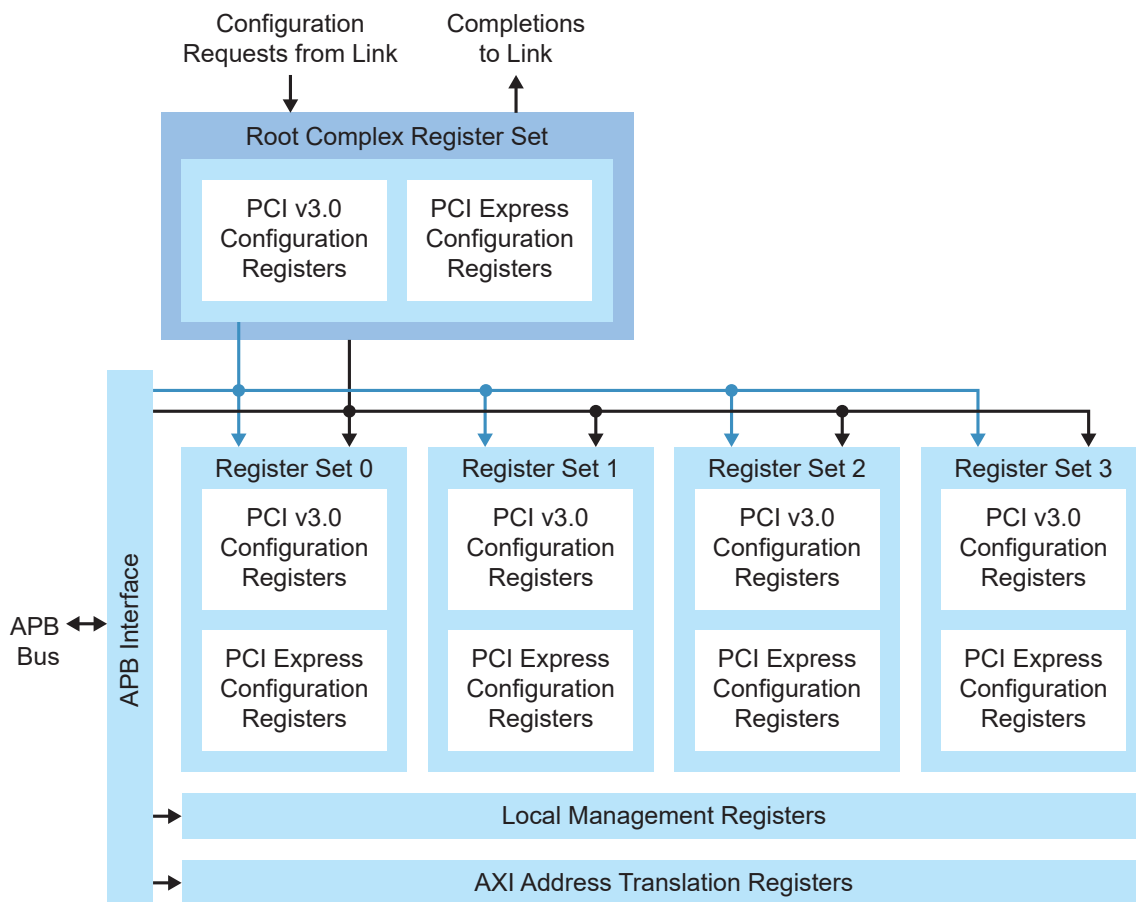 Configuration
Requests from Link
Completions
to Link
Root Complex Register Set
PCI v3.0
Configuration
Registers
PCI Express
Configuration
Registers
APB
Bus
APB Interface
Register Set 0
PCI v3.0
Configuration
Registers
PCI Express
Configuration
Registers
Register Set 1
PCI v3.0
Configuration
Registers
PCI Express
Configuration
Registers
Register Set 2
PCI v3.0
Configuration
Registers
PCI Express
Configuration
Registers
Register Set 3
PCI v3.0
Configuration
Registers
PCI Express
Configuration
Registers
Local Management Registers
AXI Address Translation Registers